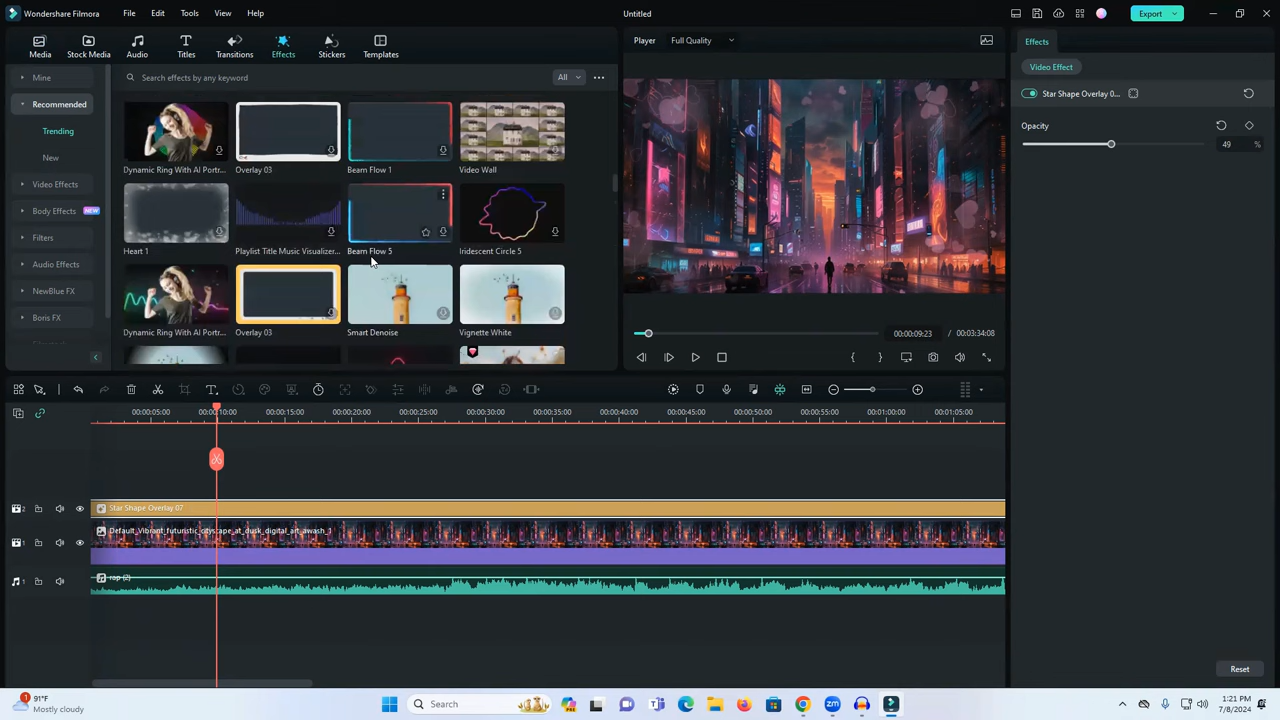 Wondershare Filmora File Edit Tools View Help Untitled Export
Media Stock Media Audio Titles Transitions Effects Stickers Templates
Player Full Quality
Effects
Video Effect
Mine
Search effects by any keyword All
Star Shape Overlay 0...
Recommended
Trending
New
Video Effects
Body Effects NEW
Filters
Audio Effects
NewBlue FX
Boris FX
Opacity 49 %
Dynamic Ring With AI Portr... Overlay 03 Beam Flow 1 Video Wall
Heart 1 Playlist Title Music Visualizer... Beam Flow 5 Iridescent Circle 5
Dynamic Ring With AI Portr... Overlay 03 Smart Denoise Vignette White
00:00:09:23 / 00:03:34:08
00:00:05:00 00:00:10:00 00:00:15:00 00:00:20:00 00:00:25:00 00:00:30:00 00:00:35:00 00:00:40:00 00:00:45:00 00:00:50:00 00:00:55:00 00:01:00:00 00:01:05:00
2 Star Shape Overlay 07
1 Default_Vibrant_futuristic_cityscape_at_dusk_digital_art_awash_1
1 rap (2)
Reset
1 91°F
Mostly cloudy
Search
1:21 PM
7/8/2024